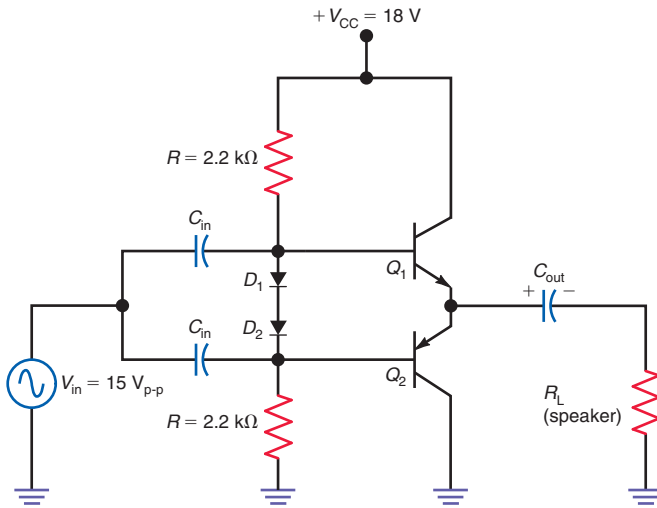 + V_CC = 18 V
R = 2.2 kΩ
C_in
Q_1
D_1
C_out
+ −
C_in
D_2
Q_2
V_in = 15 V_p-p
R_L
(speaker)
R = 2.2 kΩ